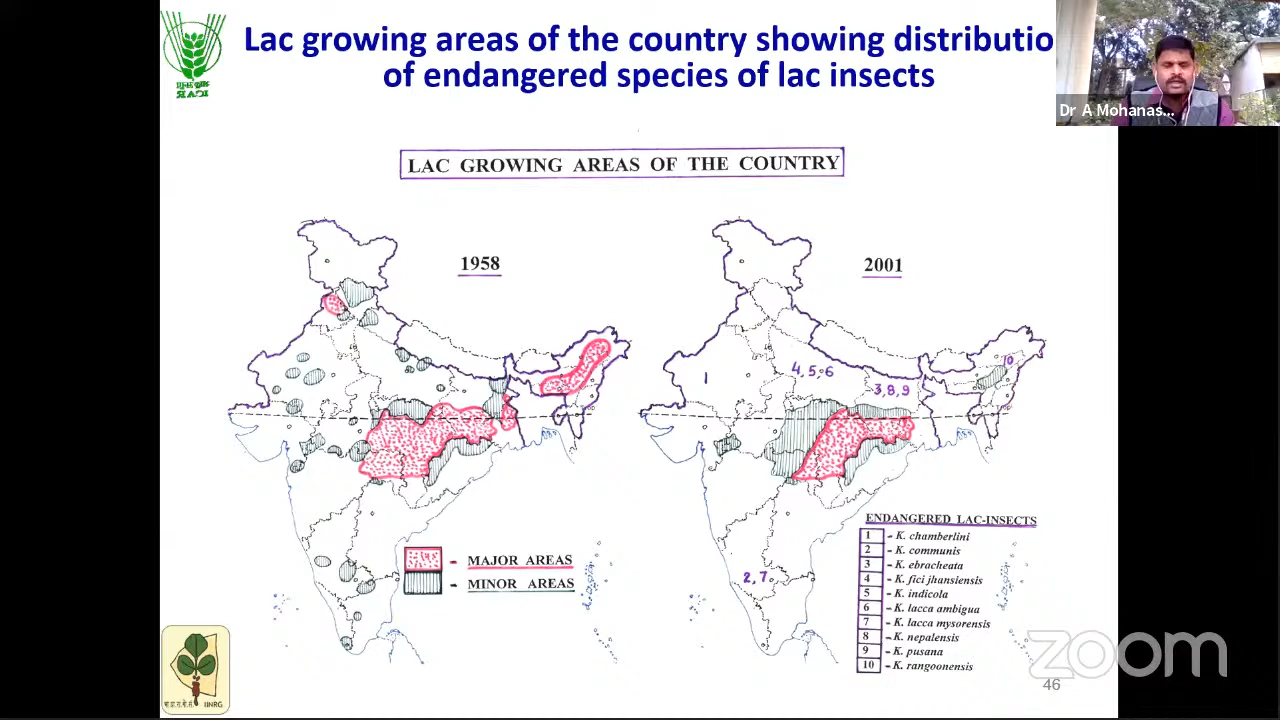 Lac growing areas of the country showing distributio
of endangered species of lac insects
Dr A Mohanas...
LAC GROWING AREAS OF THE COUNTRY
1958
2001
4,5,6
1
3,8,9
10
2,7
MAJOR AREAS
MINOR AREAS
ENDANGERED LAC-INSECTS
1 - K. chamberlini
2 - K. communis
3 - K. ebracheata
4 - K. fici jhansiensis
5 - K. indicola
6 - K. lacca ambigua
7 - K. lacca mysorensis
8 - K. nepalensis
9 - K. pusana
10 - K. rangoonensis
zoom
46
IINRG